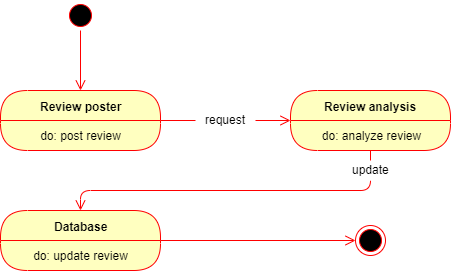 Review poster
do: post review
request
Review analysis
do: analyze review
update
Database
do: update review